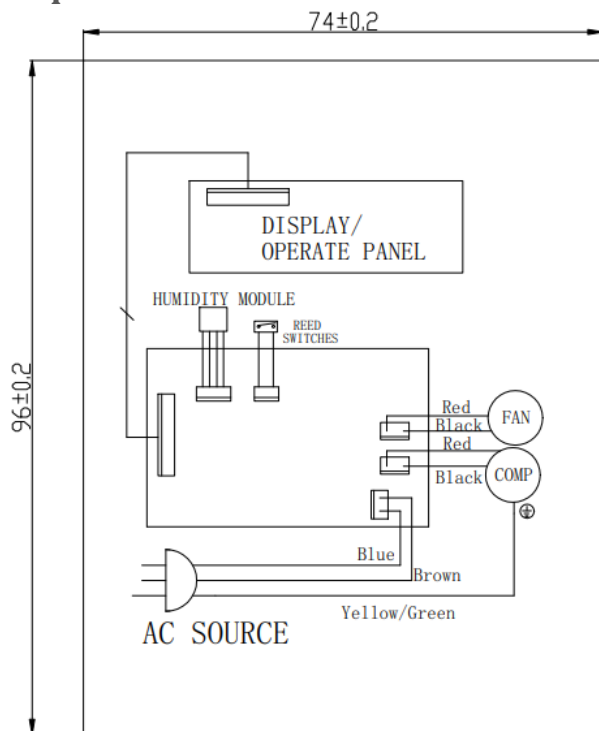 74±0.2
96±0.2
DISPLAY/
OPERATE PANEL
HUMIDITY MODULE
REED
SWITCHES
Red
FAN
Black
Red
COMP
Black
Blue
Brown
Yellow/Green
AC SOURCE